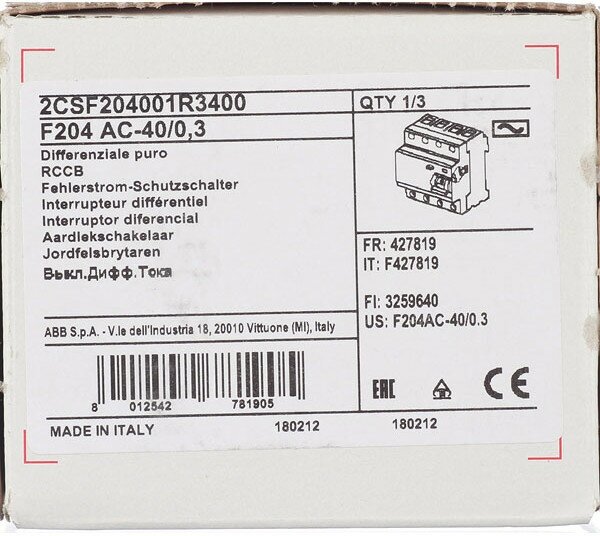 2CSF204001R3400
QTY 1/3
F204 AC-40/0,3
Differenziale puro
RCCB
Fehlerstrom-Schutzschalter
Interrupteur différentiel
Interruptor diferencial
Aardlekschakelaar
Jordfelsbrytaren
Выкл.Дифф.Тока
FR: 427819
IT: F427819
FI: 3259640
US: F204AC-40/0.3
ABB S.p.A. - V.le dell'Industria 18, 20010 Vittuone (MI), Italy
8 012542 781905
EAC
CE
MADE IN ITALY 180212 180212